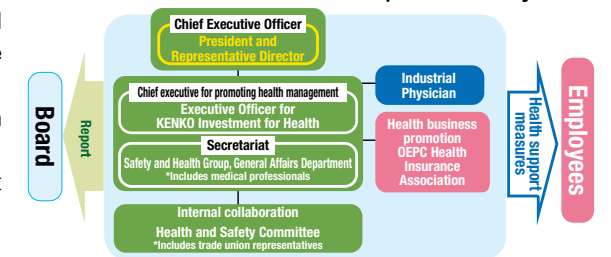 Chief Executive Officer
President and
Representative Director
Chief executive for promoting health management
Executive Officer for
KENKO Investment for Health
Secretariat
Safety and Health Group, General Affairs Department
*Includes medical professionals
Internal collaboration
Health and Safety Committee
*Includes trade union representatives
Industrial
Physician
Health business
promotion
OEPC Health
Insurance
Association
Board
Report
Health support
measures
Employees